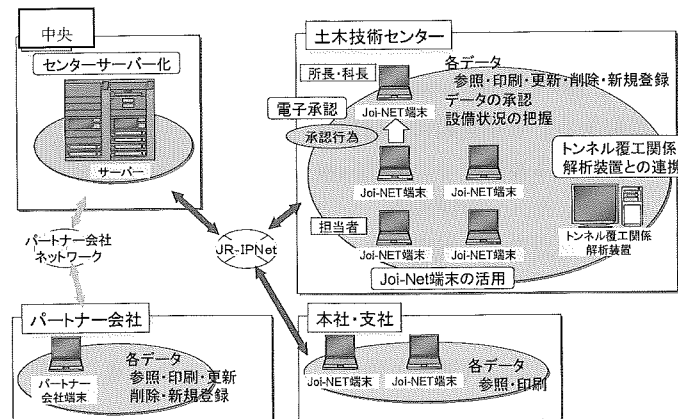 中央
センターサーバー化
サーバー
パートナー会社
ネットワーク
JR-IPNet
土木技術センター
所長・科長
Joi-NET端末
電子承認
承認行為
各データ
参照・印刷・更新・削除・新規登録
データの承認
設備状況の把握
Joi-NET端末
Joi-NET端末
担当者
Joi-NET端末
Joi-NET端末
トンネル覆工関係
解析装置との連携
トンネル覆工関係
解析装置
Joi-Net端末の活用
パートナー会社
パートナー
会社端末
各データ
参照・印刷・更新
削除・新規登録
本社・支社
Joi-NET端末
Joi-NET端末
各データ
参照・印刷